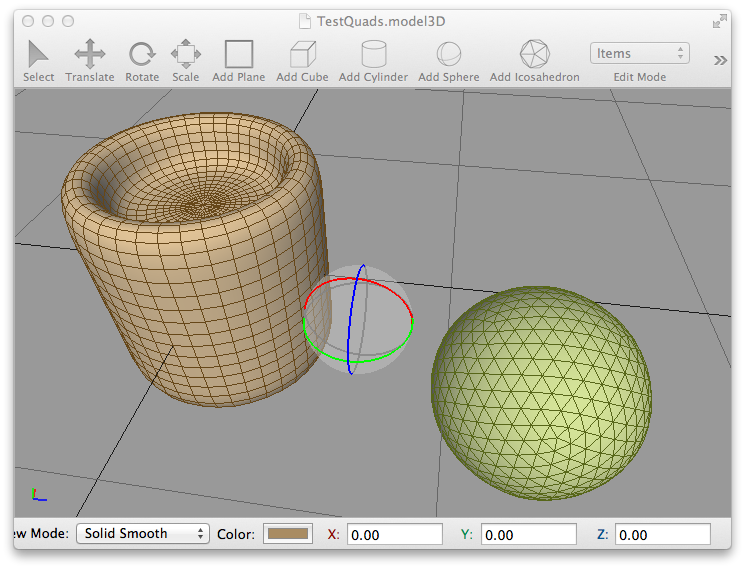 TestQuads.model3D
Select Translate Rotate Scale Add Plane Add Cube Add Cylinder Add Sphere Add Icosahedron Items Edit Mode
ew Mode: Solid Smooth Color: X: 0.00 Y: 0.00 Z: 0.00